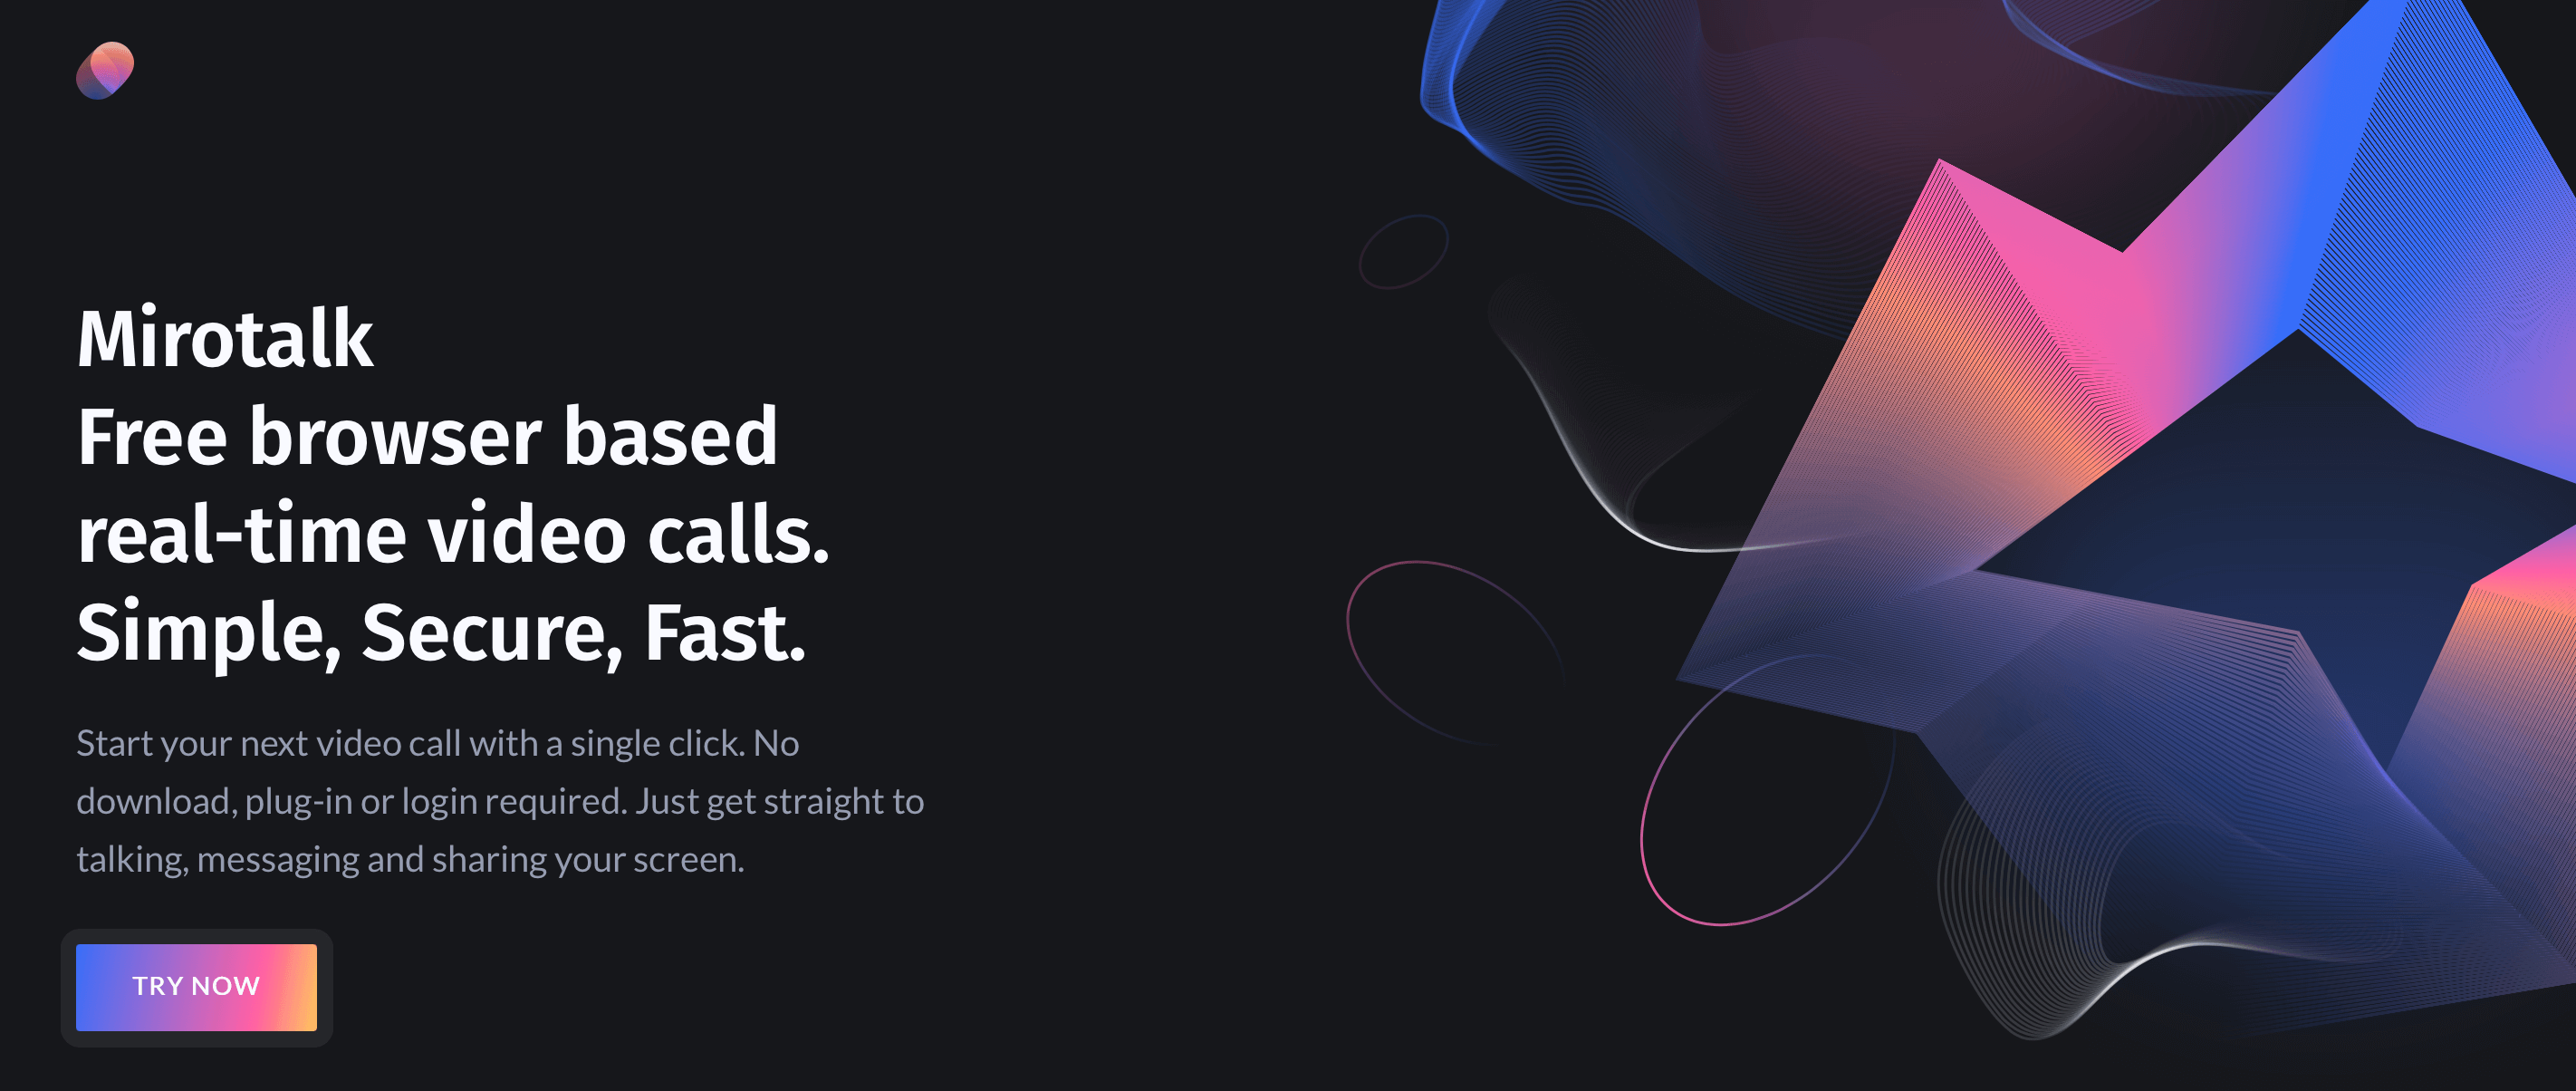 Mirotalk
Free browser based
real-time video calls.
Simple, Secure, Fast.
Start your next video call with a single click. No
download, plug-in or login required. Just get straight to
talking, messaging and sharing your screen.
TRY NOW